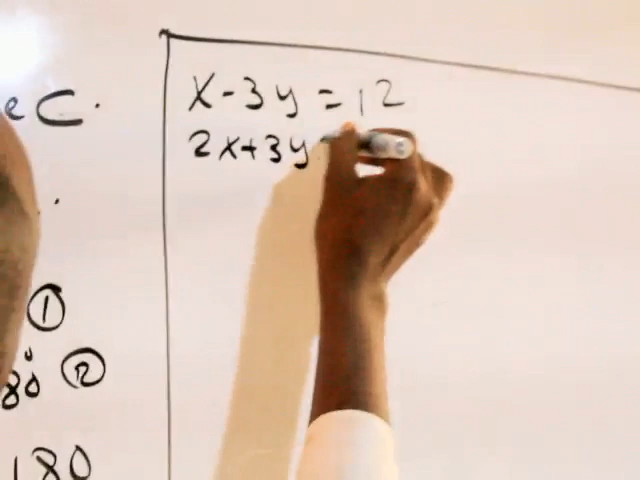 e C.
x - 3y = 12
2x + 3y
①
80° ②
180